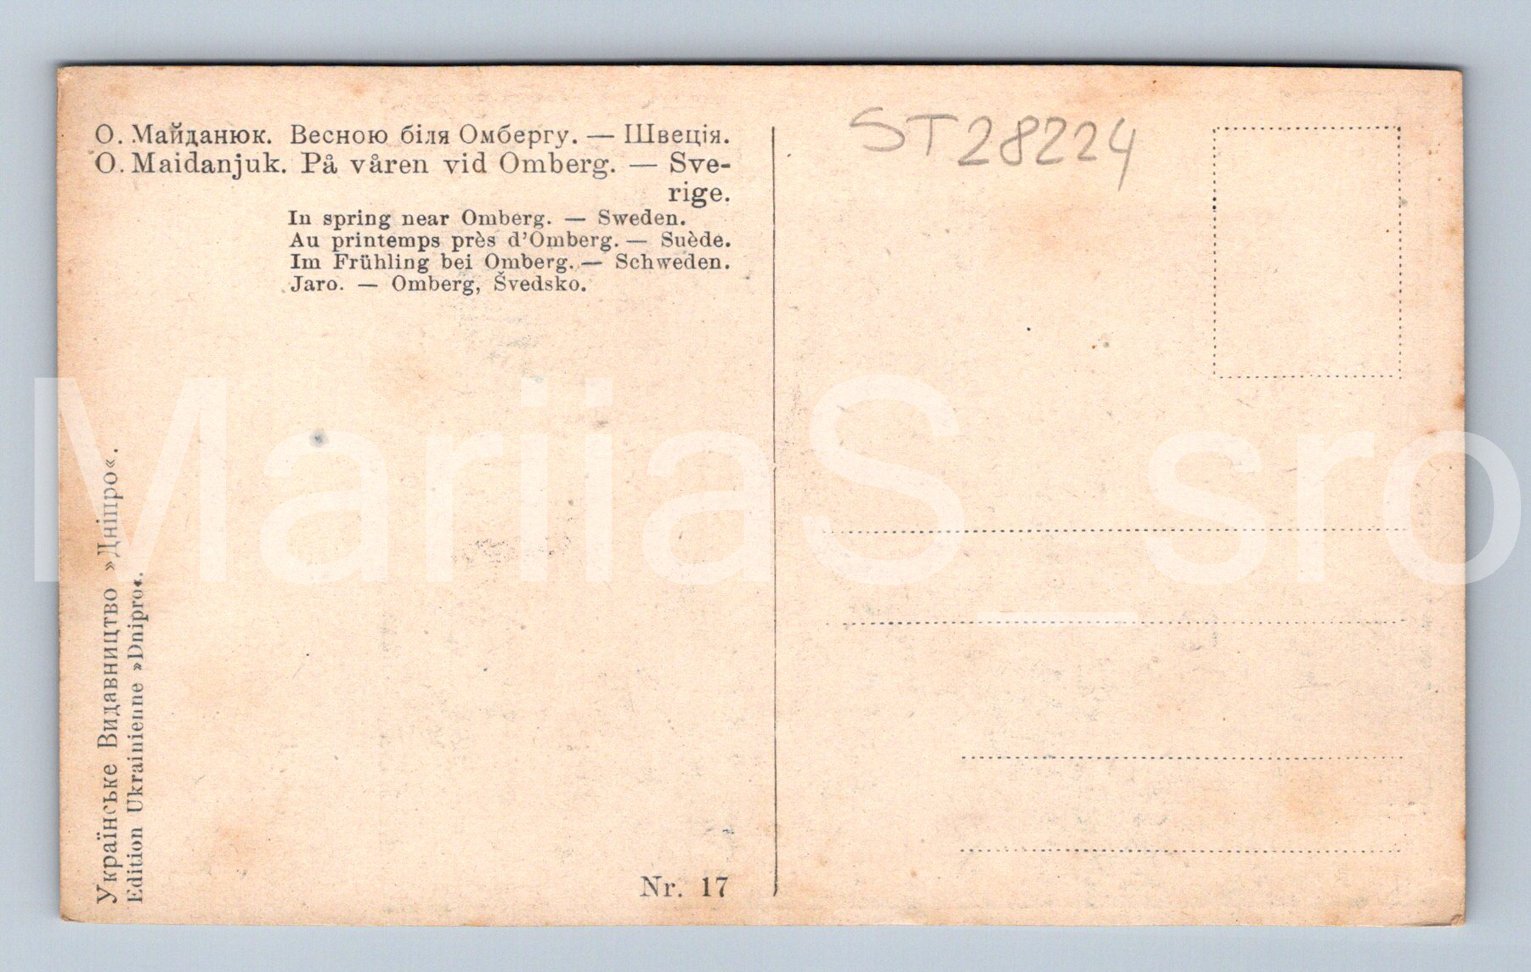 О. Майданюк. Весною біля Омбергу. — Швеція.
O. Maidanjuk. På våren vid Omberg. — Sve-
rige.
In spring near Omberg. — Sweden.
Au printemps près d'Omberg. — Suède.
Im Frühling bei Omberg. — Schweden.
Jaro. — Omberg, Švedsko.
ST28224
MariiaS_sro
Українське Видавництво »Дніпро«.
Edition Ukrainienne »Dnipro«.
Nr. 17